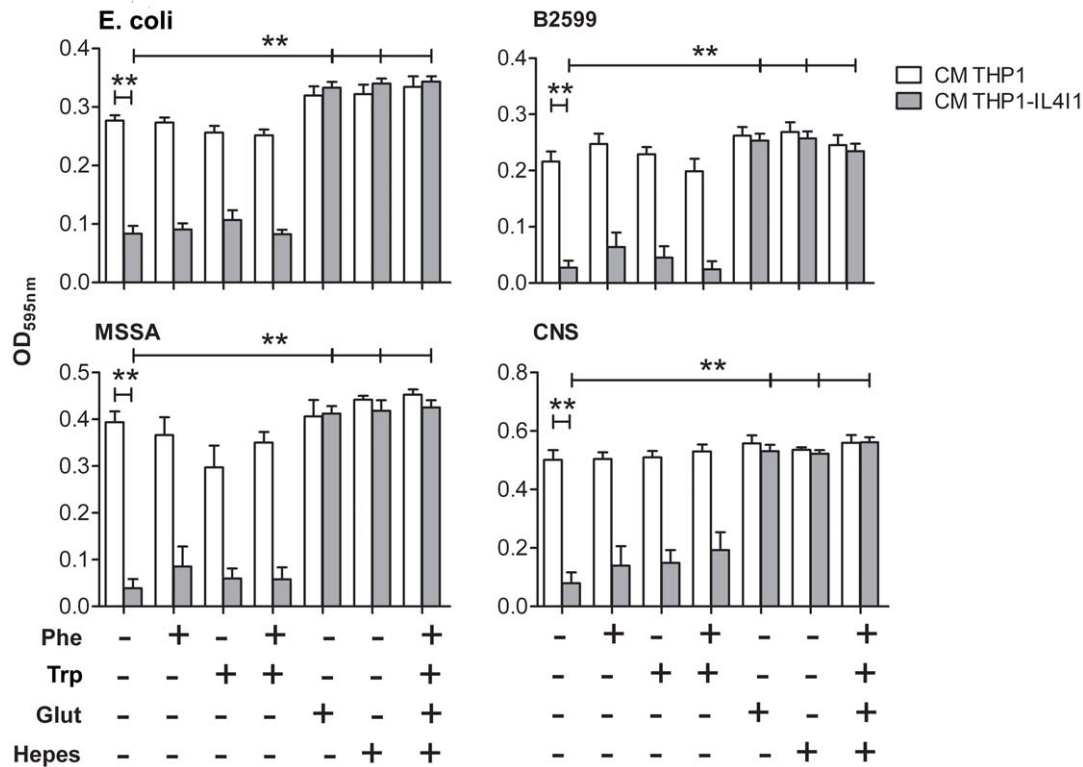 E. coli
**
**
0.4
0.3
0.2
0.1
0.0
B2599
**
**
0.4
0.3
0.2
0.1
0.0
CM THP1
CM THP1-IL4I1
OD595nm
MSSA
**
**
0.5
0.4
0.3
0.2
0.1
0.0
CNS
**
**
0.8
0.6
0.4
0.2
0.0
Phe - + - + - - + - + - + - - +
Trp - - + + - - + - - + + - - +
Glut - - - - + - + - - - - + - +
Hepes - - - - - + + - - - - - + +